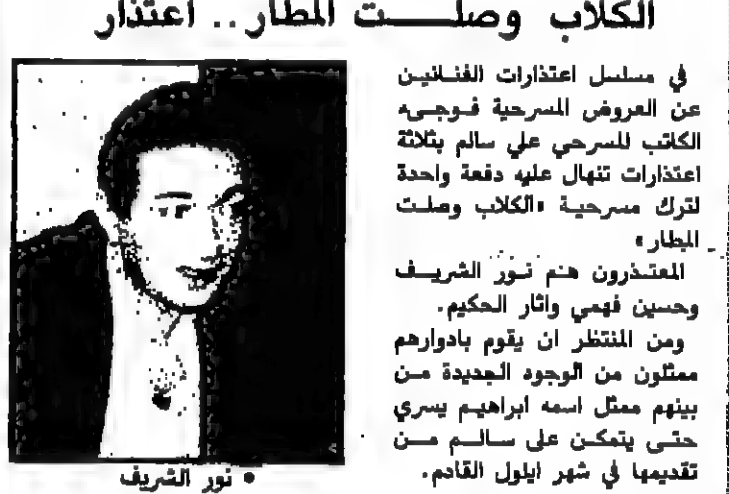 الكلاب وصلت المطار.. اعتذار
في مسلسل اعتذارات الفنانين
عن العروض المسرحية فوجىء
الكاتب المسرحي علي سالم بثلاثة
اعتذارات تنهال عليه دفعة واحدة
لترك مسرحية «الكلاب وصلت
المطار»
المعتذرون هم نور الشريف
وحسين فهمي واثار الحكيم.
ومن المنتظر ان يقوم بادوارهم
ممثلون من الوجود الجديدة من
بينهم ممثل اسمه ابراهيم يسري
حتى يتمكن على سالم من
تقديمها في شهر ايلول القادم.
• نور الشريف